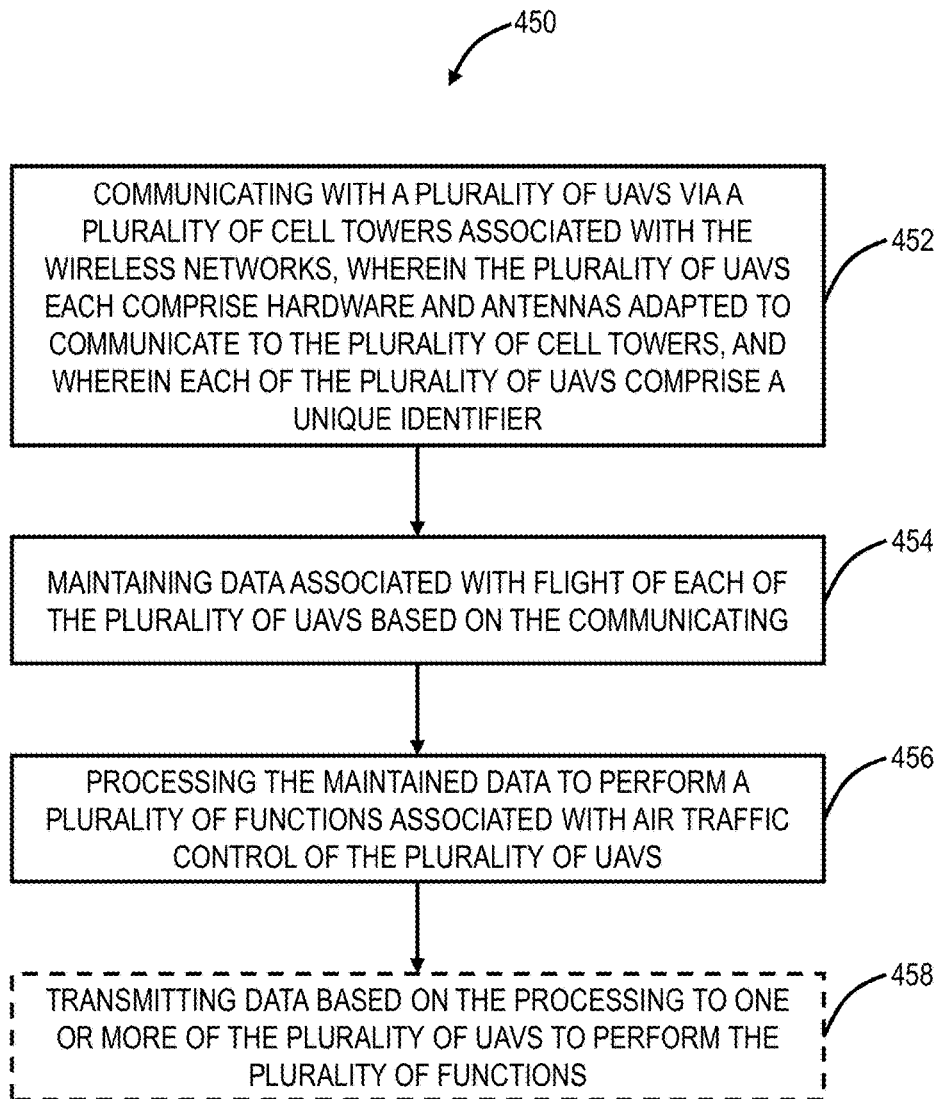 450
COMMUNICATING WITH A PLURALITY OF UAVS VIA A
PLURALITY OF CELL TOWERS ASSOCIATED WITH THE
WIRELESS NETWORKS, WHEREIN THE PLURALITY OF UAVS
EACH COMPRISE HARDWARE AND ANTENNAS ADAPTED TO
COMMUNICATE TO THE PLURALITY OF CELL TOWERS, AND
WHEREIN EACH OF THE PLURALITY OF UAVS COMPRISE A
UNIQUE IDENTIFIER
452
MAINTAINING DATA ASSOCIATED WITH FLIGHT OF EACH OF
THE PLURALITY OF UAVS BASED ON THE COMMUNICATING
454
PROCESSING THE MAINTAINED DATA TO PERFORM A
PLURALITY OF FUNCTIONS ASSOCIATED WITH AIR TRAFFIC
CONTROL OF THE PLURALITY OF UAVS
456
TRANSMITTING DATA BASED ON THE PROCESSING TO ONE
OR MORE OF THE PLURALITY OF UAVS TO PERFORM THE
PLURALITY OF FUNCTIONS
458